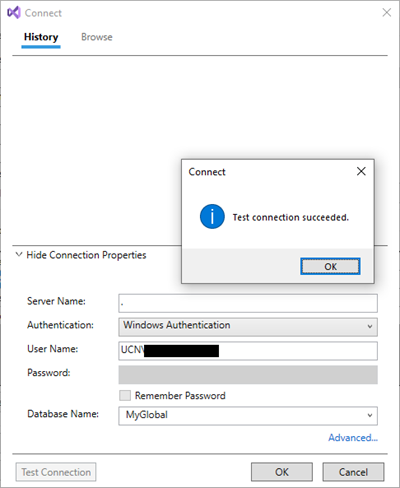 Connect
History Browse
Connect
Test connection succeeded.
OK
Hide Connection Properties
Server Name: .
Authentication: Windows Authentication
User Name: UCN\
Password:
Remember Password
Database Name: MyGlobal
Advanced...
Test Connection OK Cancel